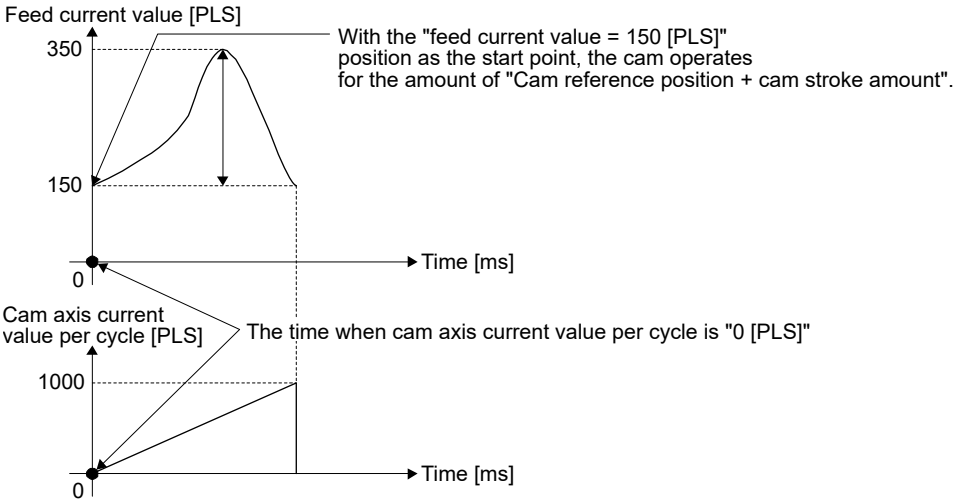 Feed current value [PLS]
350
With the "feed current value = 150 [PLS]"
position as the start point, the cam operates
for the amount of "Cam reference position + cam stroke amount".
150
Time [ms]
0
Cam axis current
value per cycle [PLS]
The time when cam axis current value per cycle is "0 [PLS]"
1000
Time [ms]
0